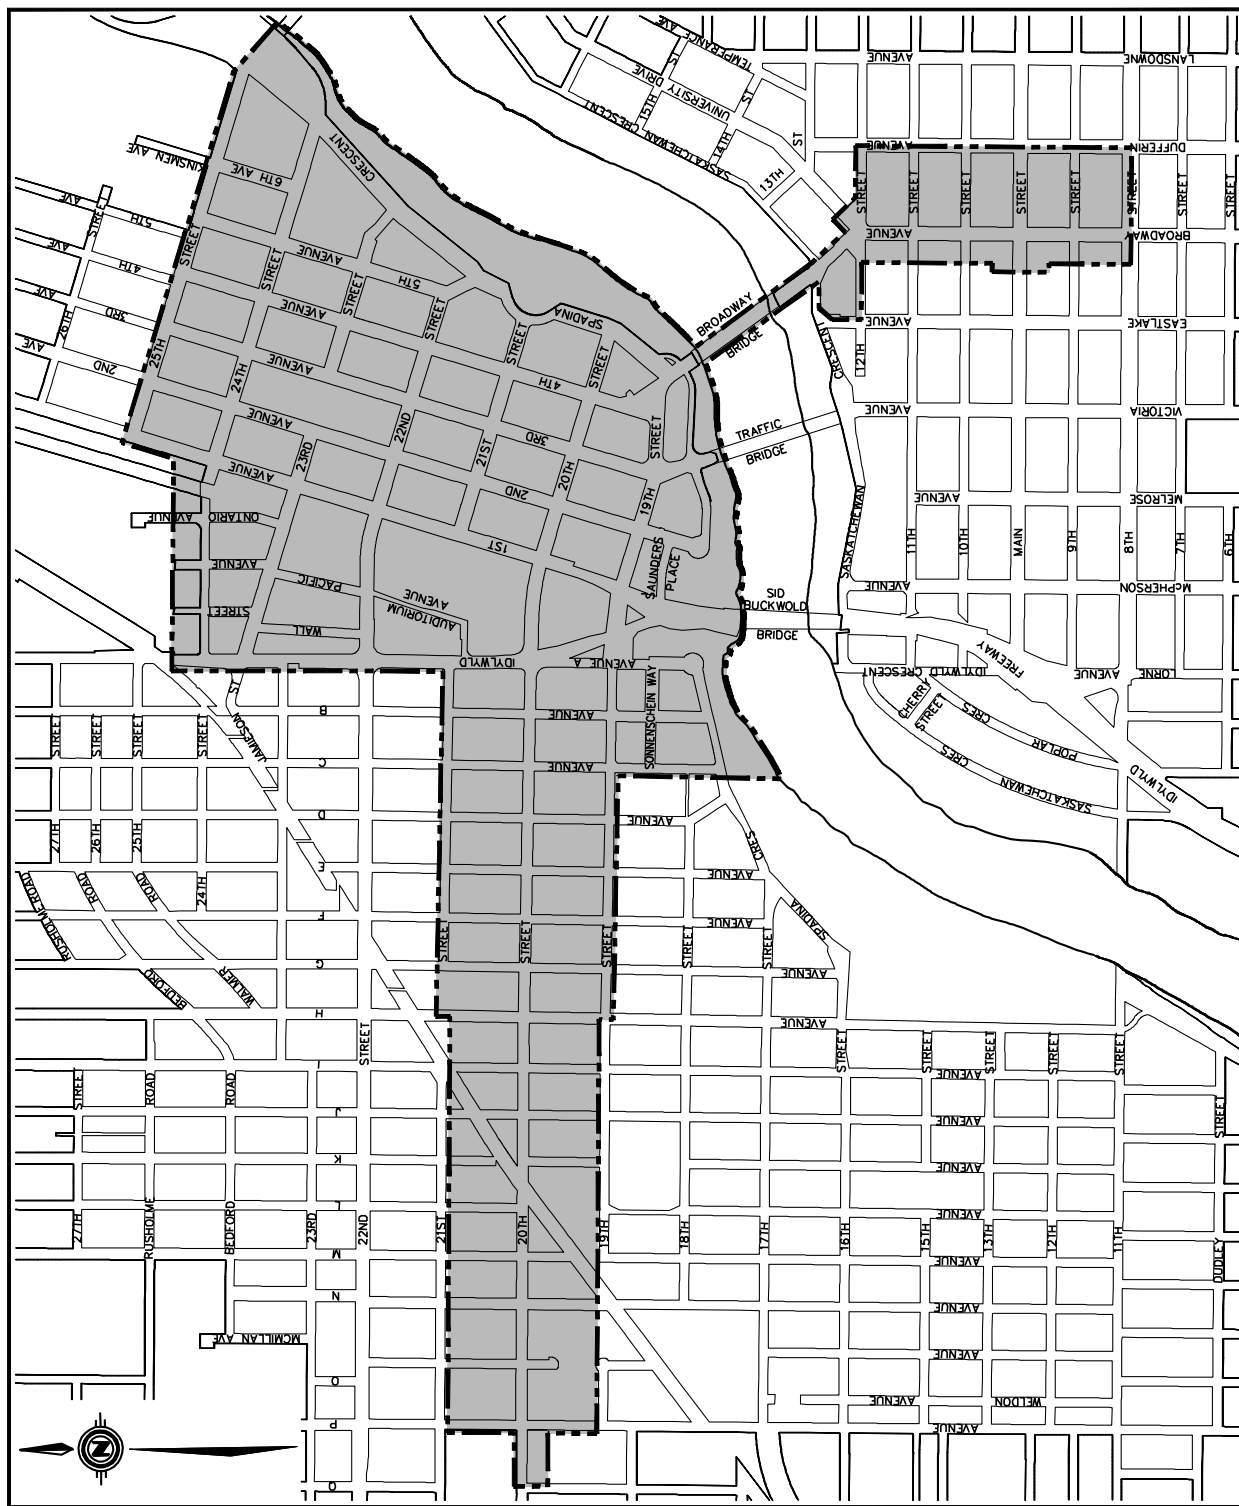 TEMPERANCE AVE
ST
UNIVERSITY DRIVE
ST
15TH
SASKATCHEWAN CRESCENT
14TH
13TH
ST
AVENUE
LANSDOWNE
AVENUE
DUFFERIN
STREET
STREET
STREET
STREET
STREET
STREET
STREET
STREET
AVENUE
BROADWAY
KINSMEN AVE
6TH AVE
CRESCENT
AVE
5TH
STREET
AVE
4TH
AVE
3RD
26TH
AVE
2ND
25TH
STREET
STREET
AVENUE
5TH
STREET
STREET
SPADINA
STREET
STREET
AVENUE
AVENUE
4TH
24TH
AVENUE
22ND
3RD
STREET
23RD
21ST
20TH
AVENUE
2ND
19TH
BROADWAY
BRIDGE
CRESCENT
12TH
AVENUE
EASTLAKE
TRAFFIC
BRIDGE
AVENUE
VICTORIA
ONTARIO AVENUE
1ST
AVENUE
MELROSE
11TH
10TH
MAIN
9TH
8TH
7TH
6TH
AVENUE
PACIFIC
SAUNDERS
PLACE
SASKATCHEWAN
STREET
AVENUE
AUDITORIUM
WALL
SID
BUCKWOLD
BRIDGE
AVENUE
McPHERSON
FREEWAY
IDYLWYLD
AVENUE A
IDYLWYLD
CRESCENT
AVENUE
LORNE
CHERRY
STREET
CRES
POPLAR
CRES
SASKATCHEWAN
IDYLWYLD
ST
JAMIESON
STREET
STREET
STREET
STREET
B
AVENUE
SONNENSCHEIN WAY
C
AVENUE
D
AVENUE
CRES
27TH
26TH
25TH
E
AVENUE
24TH
RUSHOLME ROAD
ROAD
ROAD
F
AVENUE
SPADINA
STREET
STREET
STREET
STREET
STREET
BEDFORD
WALMER
G
AVENUE
H
AVENUE
STREET
STREET
STREET
STREET
STREET
STREET
I
AVENUE
STREET
ROAD
ROAD
J
AVENUE
STREET
K
AVENUE
L
AVENUE
27TH
RUSHOLME
BEDFORD
23RD
22ND
21ST
20TH
19TH
18TH
17TH
16TH
15TH
13TH
12TH
11TH
DUDLEY
M
AVENUE
N
AVENUE
MCMILLAN AVE
AVENUE
O
AVENUE
WELDON
P
AVENUE
Q
N